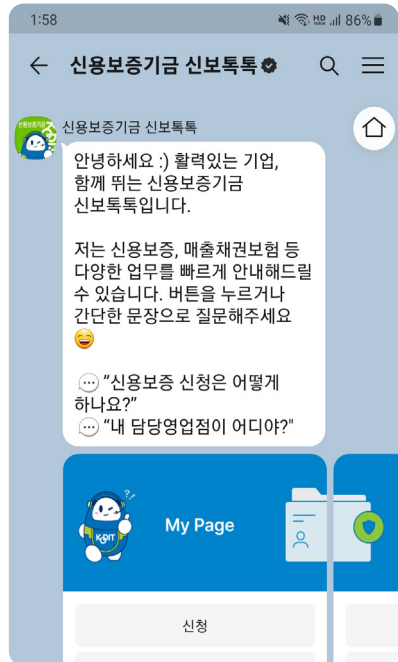 1:58
86%
신용보증기금 신보톡톡
신용보증기금 신보톡톡
안녕하세요 :) 활력있는 기업,
함께 뛰는 신용보증기금
신보톡톡입니다.
저는 신용보증, 매출채권보험 등
다양한 업무를 빠르게 안내해드릴
수 있습니다. 버튼을 누르거나
간단한 문장으로 질문해주세요
😄
💬 ”신용보증 신청은 어떻게
하나요?”
💬 “내 담당영업점이 어디야?"
?!
KODIT
My Page
신청